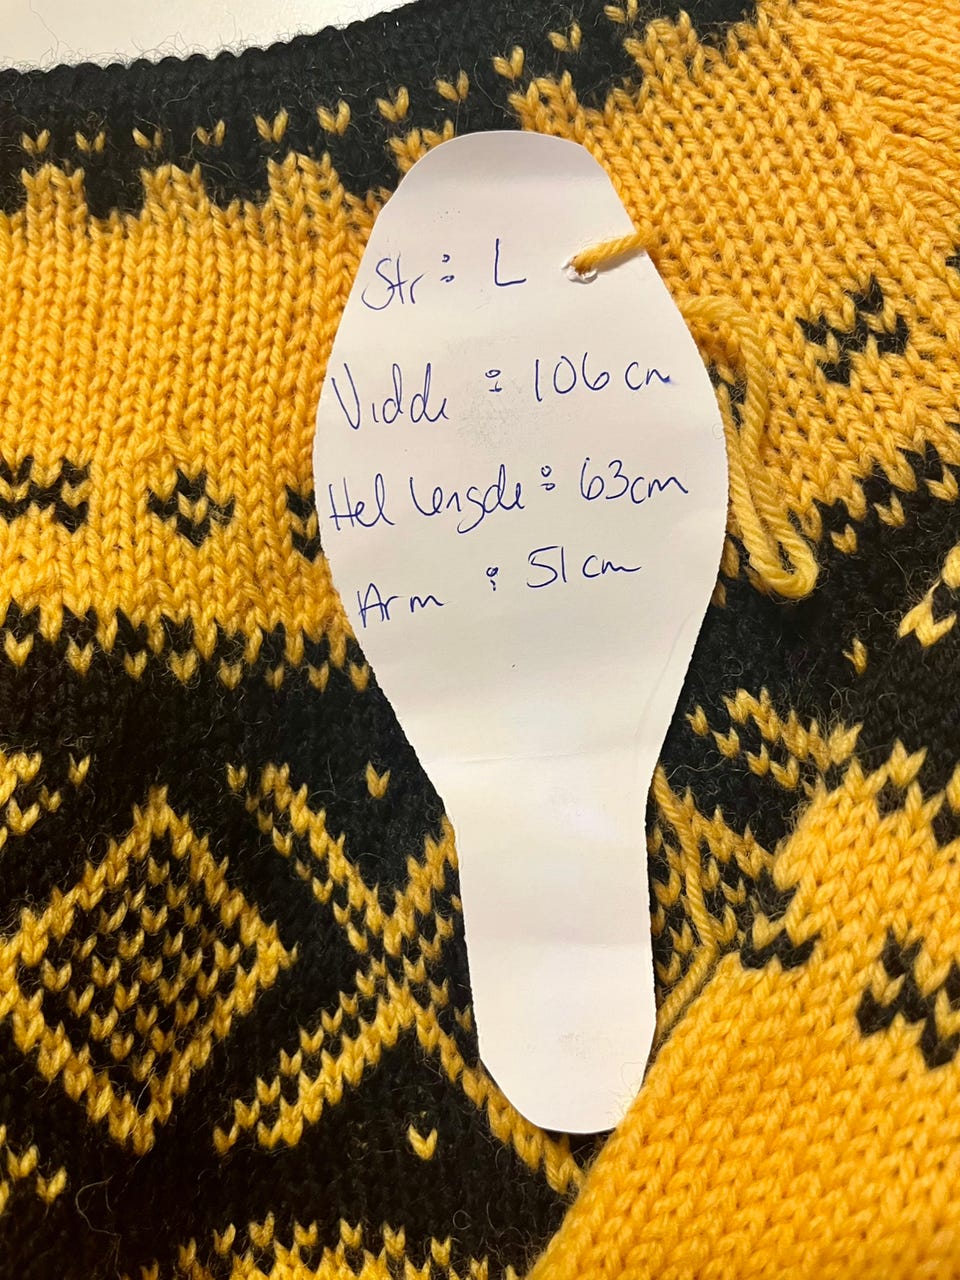 Str: L
Vidde : 106 cm
Hel lengde : 63cm
Arm : 51 cm